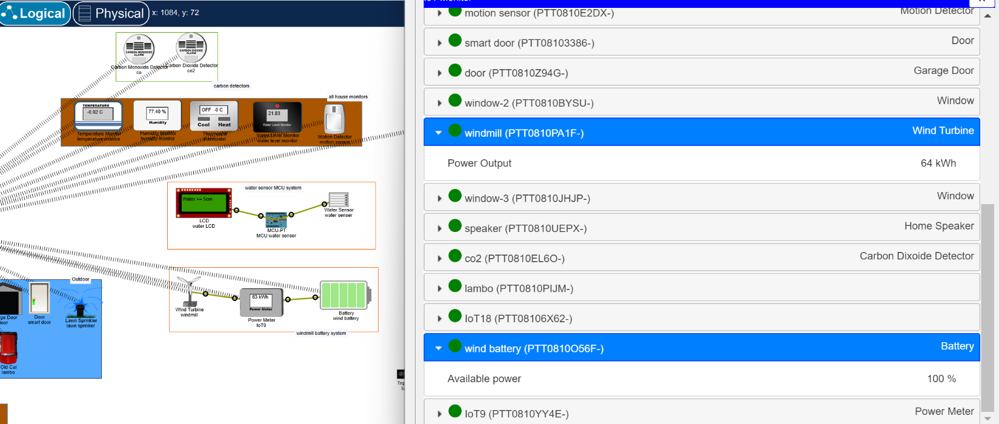 Logical
Physical
x: 1084, y: 72
CARBON MONOXIDE
ALARM
CARBON DIOXIDE
ALARM
Carbon Monoxide Detector
co
Carbon Dioxide Detector
co2
carbon detectors
all house monitors
TEMPERATURE
-0.02 C
Temperature Monitor
temperature monitor
77.40 %
Humidity
Humidity Monitor
humidity monitor
OFF -0 C
Cool Heat
Thermostat
thermostat
21.83
Water Level Monitor
Water Level Monitor
water level monitor
Motion Detector
motion sensor
water sensor MCU system
Water >= 5cm
LCD
water LCD
MCU-PT
MCU water sensor
Water Sensor
water senser
Wind Turbine
windmill
63 kWh
Power Meter
Power Meter
IoT9
Battery
wind battery
windmill battery system
Outdoor
ge Door
oor
Door
smart door
Lawn Sprinkler
lawn sprinker
Old Car
lambo
Trip
Io
IoT Monitor
X
motion sensor (PTT0810E2DX-)
Motion Detector
smart door (PTT08103386-)
Door
door (PTT0810Z94G-)
Garage Door
window-2 (PTT0810BYSU-)
Window
windmill (PTT0810PA1F-)
Wind Turbine
Power Output
64 kWh
window-3 (PTT0810JHJP-)
Window
speaker (PTT0810UEPX-)
Home Speaker
co2 (PTT0810EL6O-)
Carbon Dixoide Detector
lambo (PTT0810PIJM-)
IoT18 (PTT08106X62-)
wind battery (PTT0810O56F-)
Battery
Available power
100 %
IoT9 (PTT0810YY4E-)
Power Meter